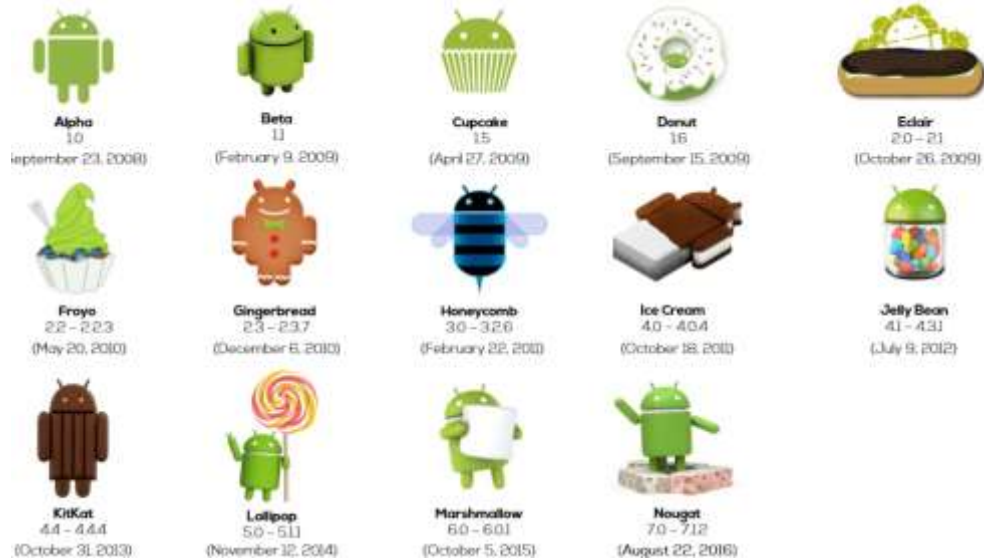 Alpha
1.0
September 23, 2008)
Beta
1.1
(February 9, 2009)
Cupcake
1.5
(April 27, 2009)
Donut
1.6
(September 15, 2009)
Eclair
2.0 - 2.1
(October 26, 2009)
Froyo
2.2 - 2.2.3
(May 20, 2010)
Gingerbread
2.3 - 2.3.7
(December 6, 2010)
Honeycomb
3.0 - 3.2.6
(February 22, 2011)
Ice Cream
4.0 - 4.0.4
(October 18, 2011)
Jelly Bean
4.1 - 4.3.1
(July 9, 2012)
KitKat
4.4 - 4.4.4
(October 31, 2013)
Lollipop
5.0 - 5.1.1
(November 12, 2014)
Marshmallow
6.0 - 6.0.1
(October 5, 2015)
Nougat
7.0 - 7.1.2
(August 22, 2016)